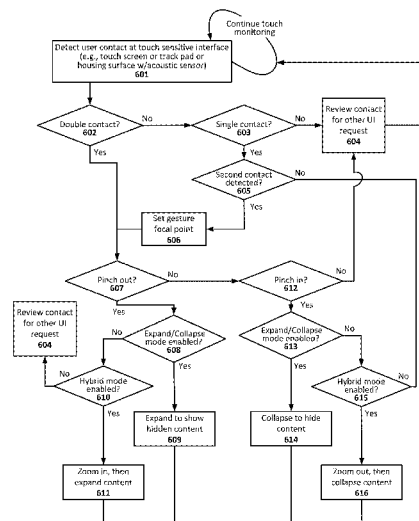 Continue touch
monitoring
Detect user contact at touch sensitive interface
(e.g., touch screen or track pad or
housing surface w/acoustic sensor)
601
Double contact?
602
No
Single contact?
603
No
Review contact
for other UI
request
604
Yes
Yes
Second contact
detected?
605
No
Yes
Set gesture
focal point
606
Pinch out?
607
No
Pinch in?
612
No
Yes
Yes
Review contact
for other UI
request
604
No
Expand/Collapse
mode enabled?
608
Expand/Collapse
mode enabled?
613
No
No
Hybrid mode
enabled?
610
Yes
No
Hybrid mode
enabled?
615
No
Yes
Expand to show
hidden content
609
Yes
Collapse to hide
content
614
Yes
Zoom in, then
expand content
611
Zoom out, then
collapse content
616